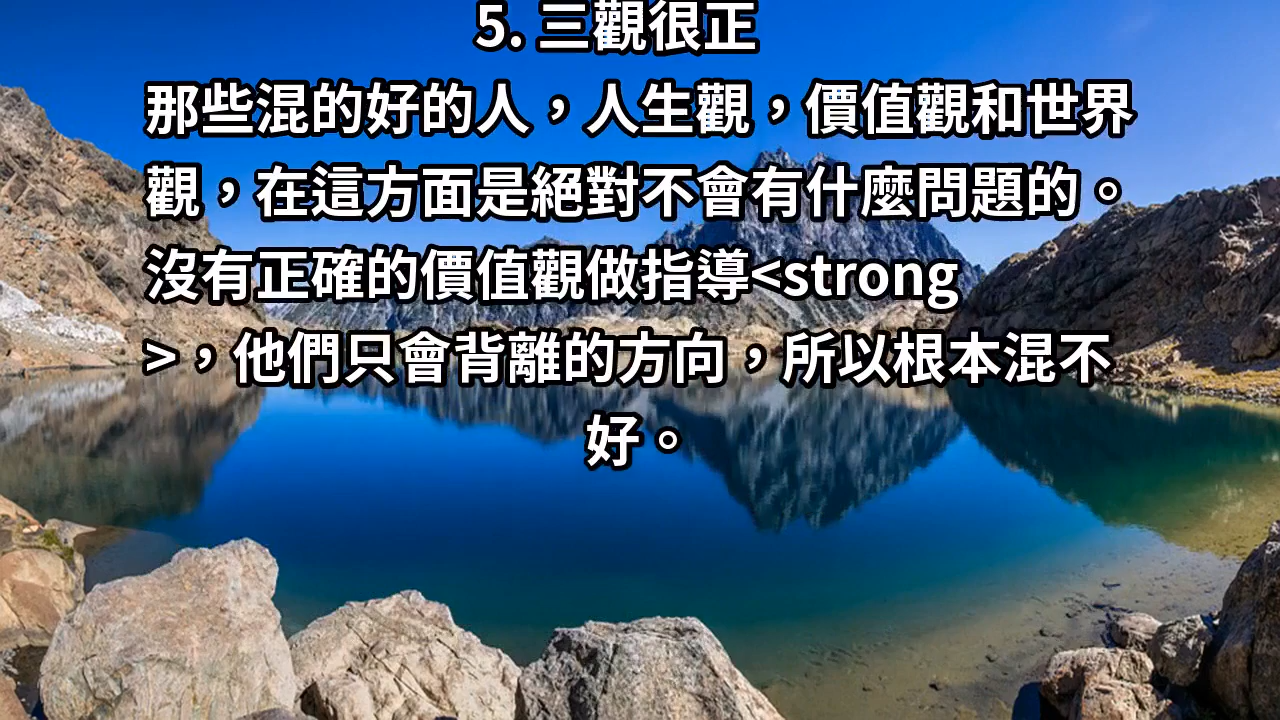 5. 三觀很正
那些混的好的人，人生觀，價值觀和世界
觀，在這方面是絕對不會有什麼問題的。
沒有正確的價值觀做指導<strong
>，他們只會背離的方向，所以根本混不
好。